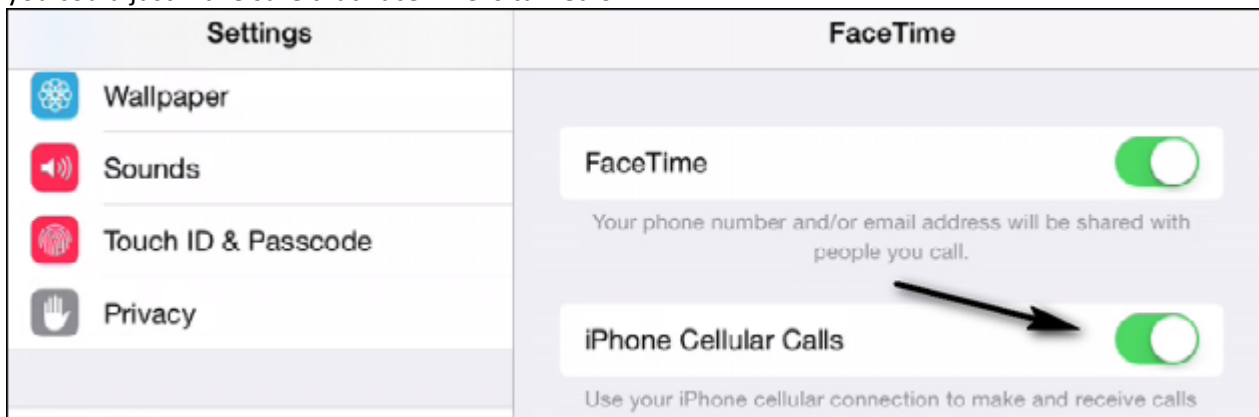 Settings
Wallpaper
Sounds
Touch ID & Passcode
Privacy
FaceTime
FaceTime
Your phone number and/or email address will be shared with
people you call.
iPhone Cellular Calls
Use your iPhone cellular connection to make and receive calls